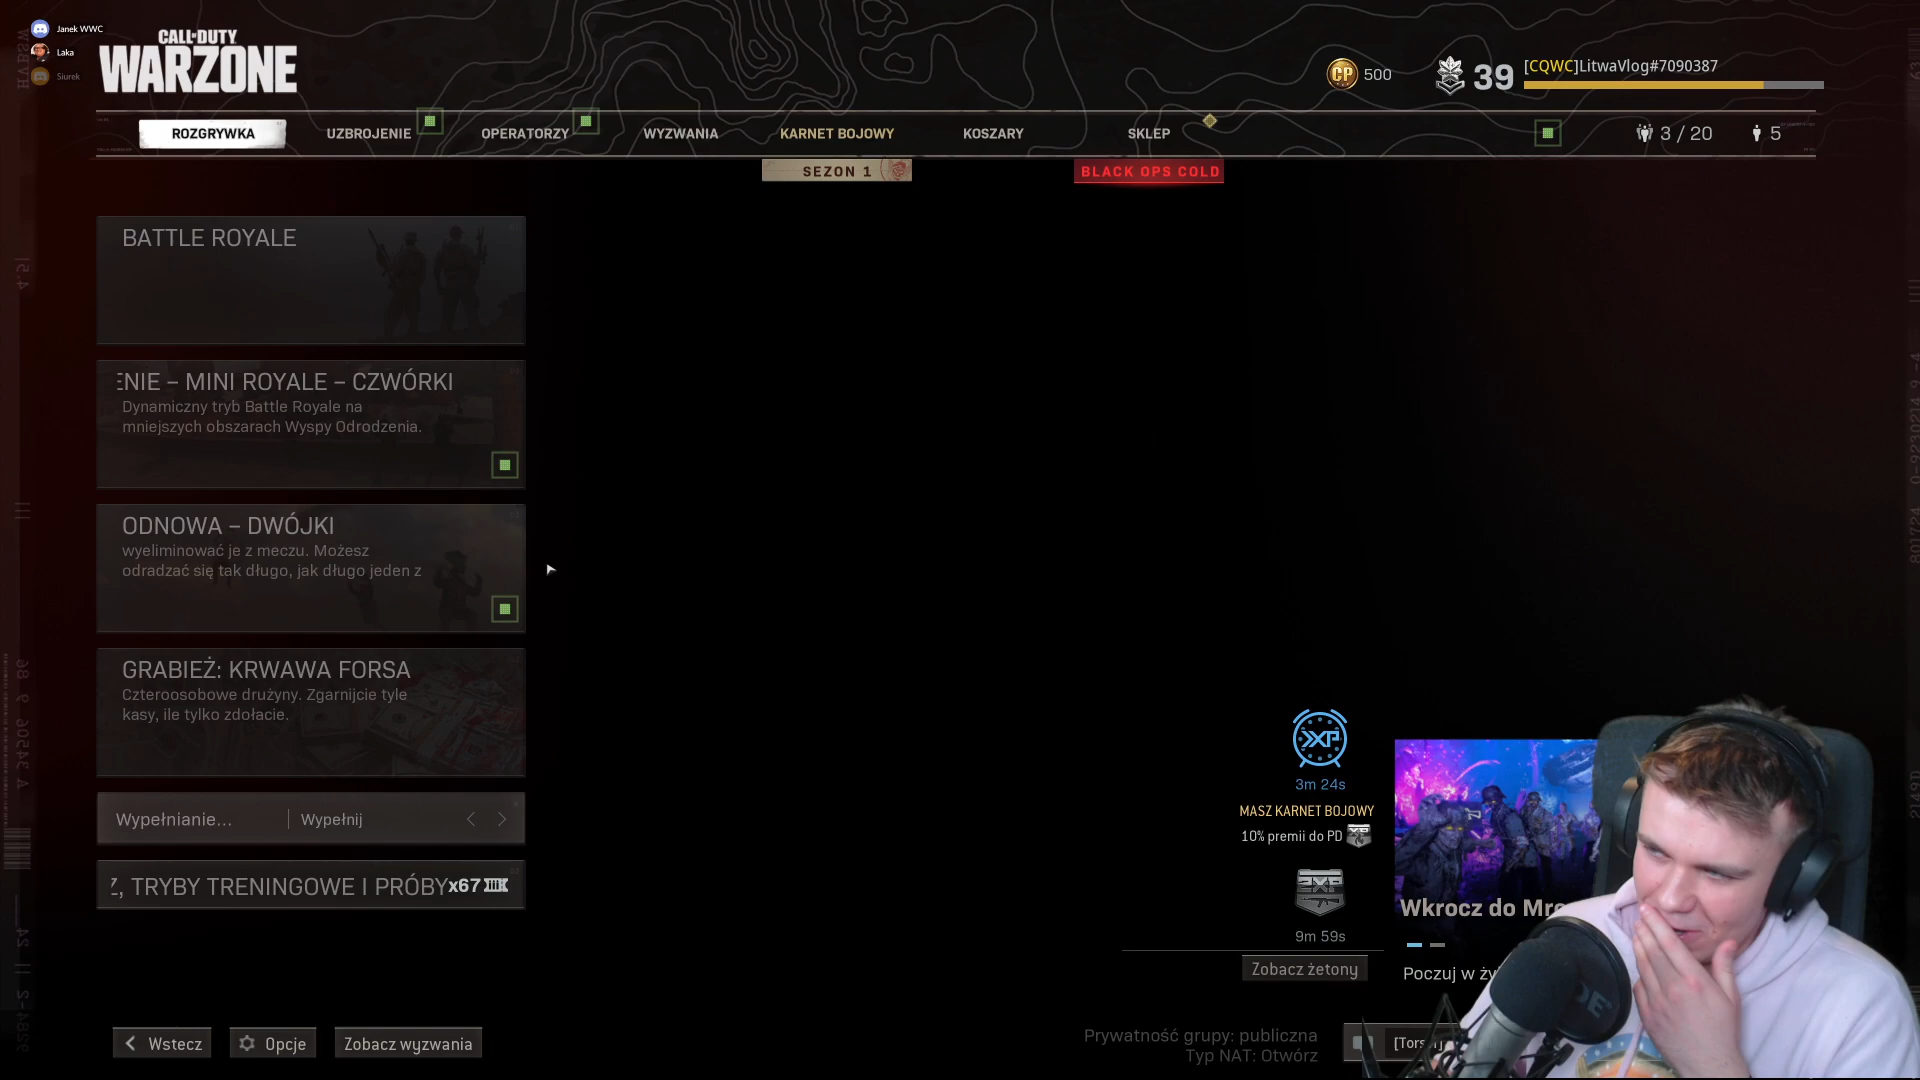 Janek WWC
Laka
Siurek
CALL OF DUTY
WARZONE
CP 500
39
[CQWC]LitwaVlog#7090387
ROZGRYWKA
UZBROJENIE
OPERATORZY
WYZWANIA
KARNET BOJOWY
KOSZARY
SKLEP
3 / 20
5
SEZON 1
BLACK OPS COLD
BATTLE ROYALE
ENIE – MINI ROYALE – CZWÓRKI
Dynamiczny tryb Battle Royale na
mniejszych obszarach Wyspy Odrodzenia.
ODNOWA – DWÓJKI
wyeliminować je z meczu. Możesz
odradzać się tak długo, jak długo jeden z
GRABIEŻ: KRWAWA FORSA
Czteroosobowe drużyny. Zgarnijcie tyle
kasy, ile tylko zdołacie.
Wypełnianie...
Wypełnij
Z, TRYBY TRENINGOWE I PRÓBY
x67
XP
3m 24s
MASZ KARNET BOJOWY
10% premii do PD
2XP
9m 59s
Zobacz żetony
Wkrocz do Mro
Poczuj w ży
Wstecz
Opcje
Zobacz wyzwania
Prywatność grupy: publiczna
Typ NAT: Otwórz